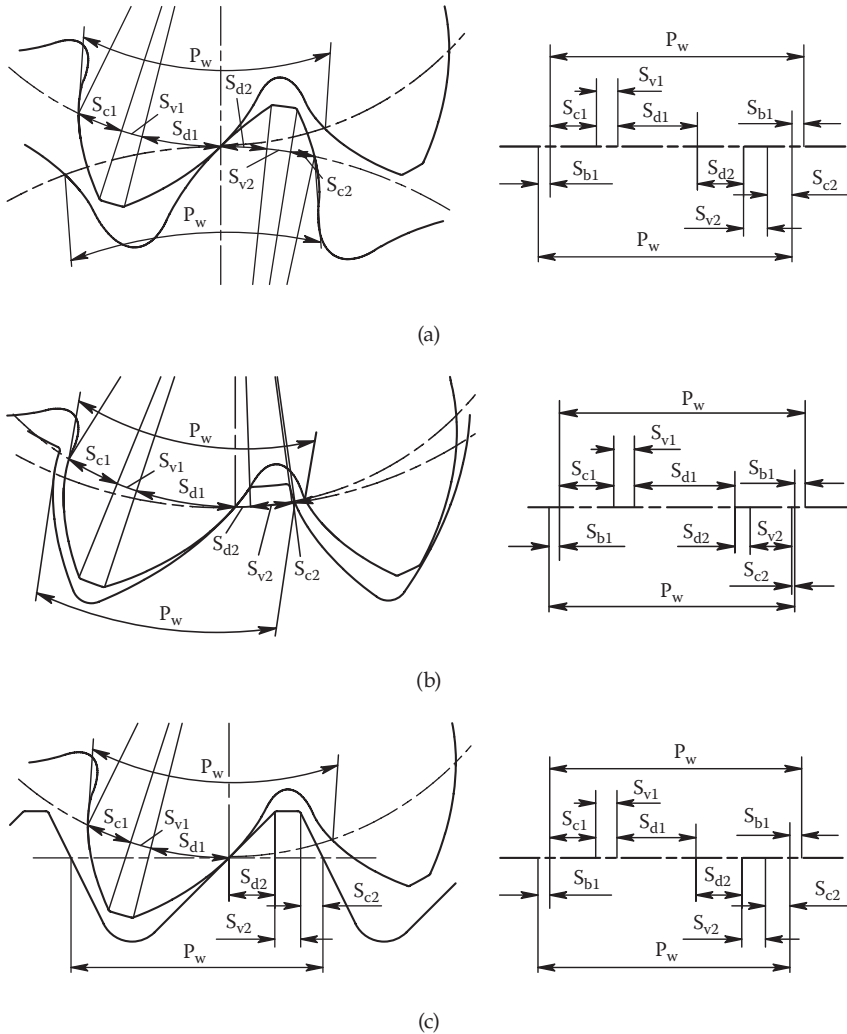 P_w
P_w
S_v1
S_d2
S_c1
S_v1
S_c1
S_d1
S_b1
S_d1
S_v2
S_c2
S_b1
S_d2
S_c2
S_v2
P_w
P_w
(a)
P_w
P_w
S_v1
S_c1
S_v1
S_c1
S_d1
S_b1
S_d1
S_d2
S_v2
S_c2
S_b1
S_d2
S_v2
S_c2
P_w
P_w
(b)
P_w
P_w
S_v1
S_c1
S_v1
S_d1
S_c1
S_d1
S_b1
S_d2
S_c2
S_v2
S_b1
S_d2
S_c2
S_v2
P_w
P_w
(c)